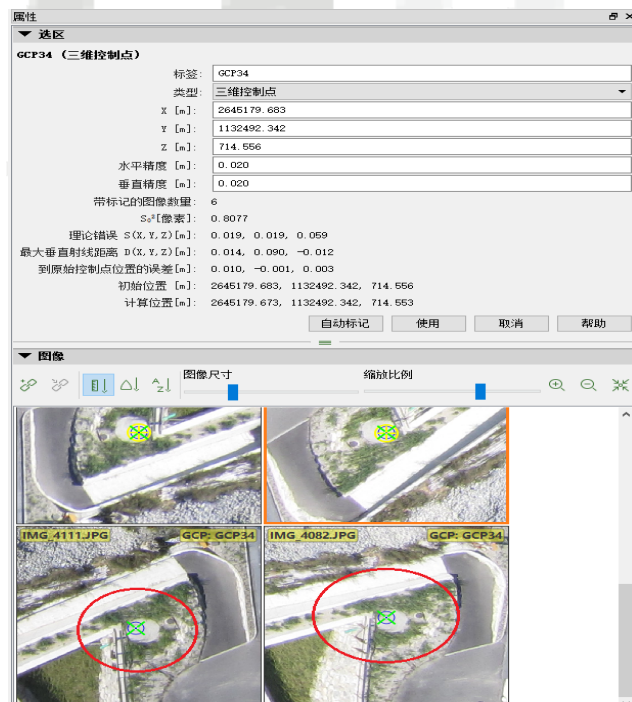 属性
选区
GCP34 (三维控制点)
标签: GCP34
类型: 三维控制点
X [m]: 2645179.683
Y [m]: 1132492.342
Z [m]: 714.556
水平精度 [m]: 0.020
垂直精度 [m]: 0.020
带标记的图像数量: 6
S₀²[像素]: 0.8077
理论错误 S(X,Y,Z)[m]: 0.019, 0.019, 0.059
最大垂直射线距离 D(X,Y,Z)[m]: 0.014, 0.090, -0.012
到原始控制点位置的误差[m]: 0.010, -0.001, 0.003
初始位置 [m]: 2645179.683, 1132492.342, 714.556
计算位置[m]: 2645179.673, 1132492.342, 714.553
自动标记 使用 取消 帮助
图像
图像尺寸 缩放比例
IMG_4111.JPG GCP: GCP34 IMG_4082.JPG GCP: GCP34